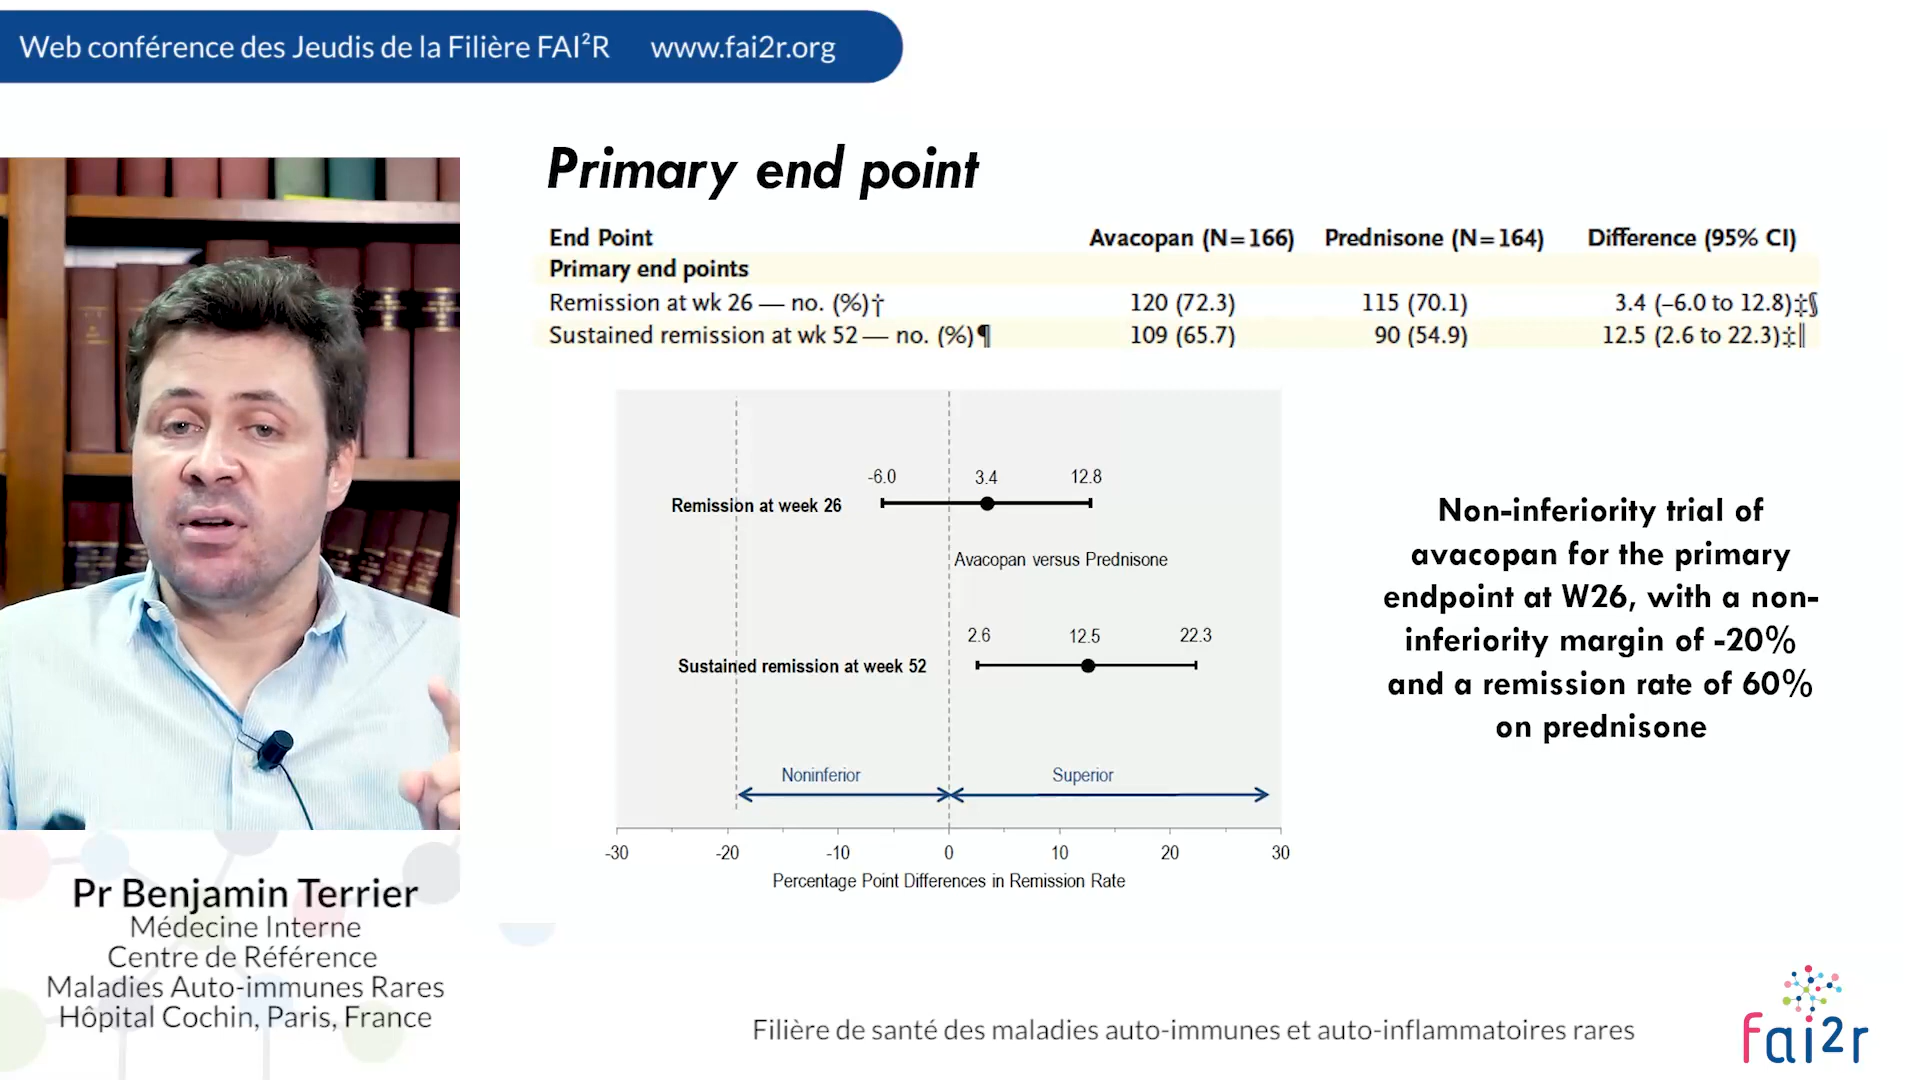 Web conférence des Jeudis de la Filière FAI²R www.fai2r.org
Primary end point
End Point Avacopan (N=166) Prednisone (N=164) Difference (95% CI)
Primary end points
Remission at wk 26 — no. (%)† 120 (72.3) 115 (70.1) 3.4 (–6.0 to 12.8)‡§
Sustained remission at wk 52 — no. (%)¶ 109 (65.7) 90 (54.9) 12.5 (2.6 to 22.3)‡‖
-6.0 3.4 12.8
Remission at week 26
Avacopan versus Prednisone
2.6 12.5 22.3
Sustained remission at week 52
Noninferior Superior
-30 -20 -10 0 10 20 30
Percentage Point Differences in Remission Rate
Non-inferiority trial of
avacopan for the primary
endpoint at W26, with a non-
inferiority margin of -20%
and a remission rate of 60%
on prednisone
Pr Benjamin Terrier
Médecine Interne
Centre de Référence
Maladies Auto-immunes Rares
Hôpital Cochin, Paris, France
Filière de santé des maladies auto-immunes et auto-inflammatoires rares
fai2r